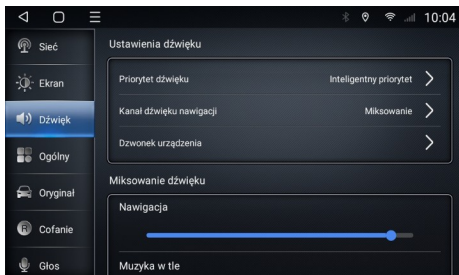 10:04
Sieć
Ekran
Dźwięk
Ogólny
Oryginał
R Cofanie
Głos
Ustawienia dźwięku
Priorytet dźwięku Inteligentny priorytet
Kanał dźwięku nawigacji Miksowanie
Dzwonek urządzenia
Miksowanie dźwięku
Nawigacja
Muzyka w tle